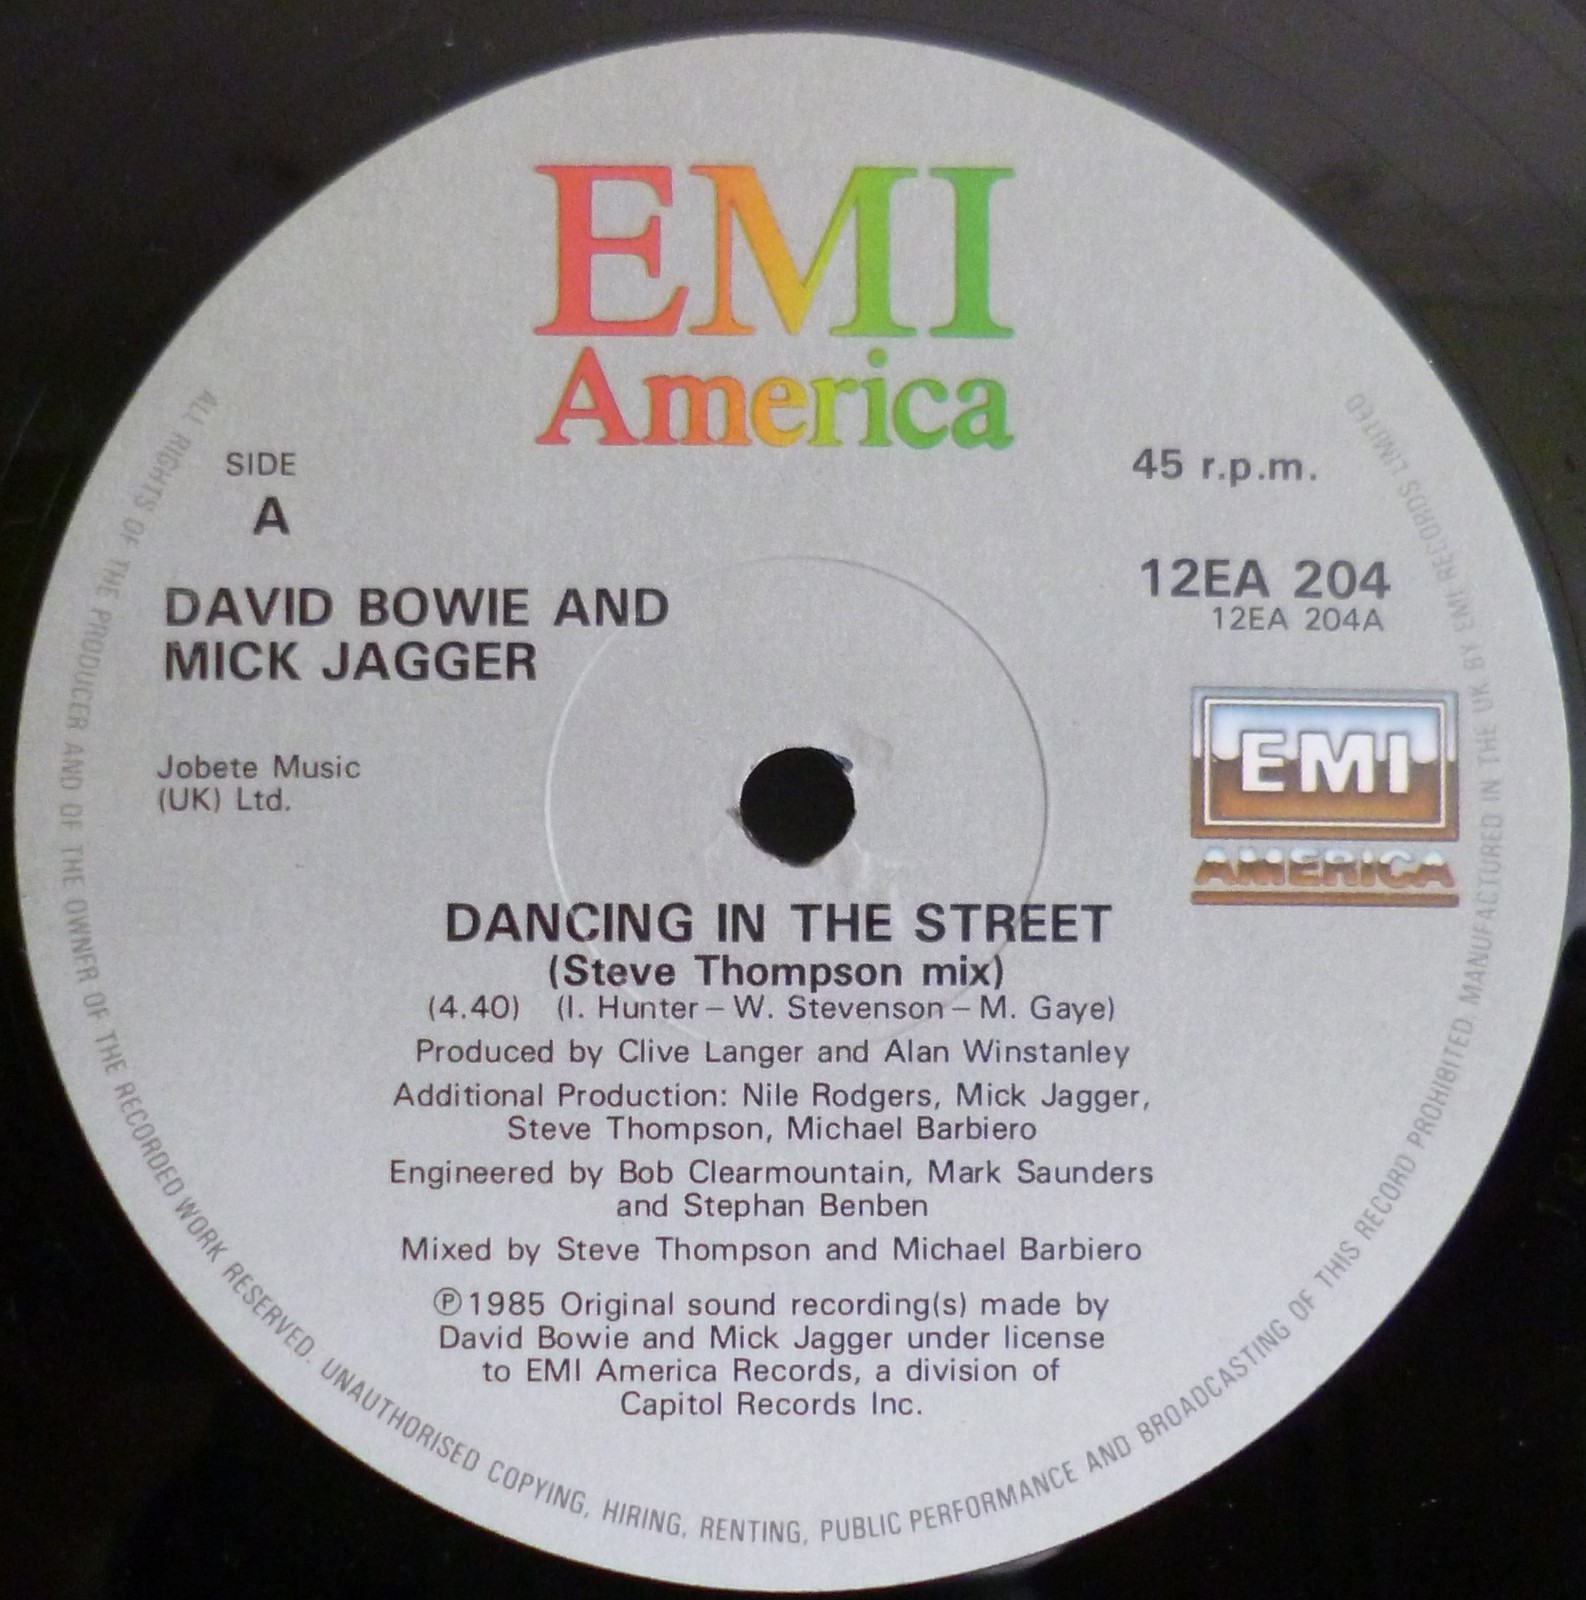 EMI
America
SIDE
A
45 r.p.m.
DAVID BOWIE AND
MICK JAGGER
12EA 204
12EA 204A
Jobete Music
(UK) Ltd.
EMI
AMERICA
DANCING IN THE STREET
(Steve Thompson mix)
(4.40) (I. Hunter – W. Stevenson – M. Gaye)
Produced by Clive Langer and Alan Winstanley
Additional Production: Nile Rodgers, Mick Jagger,
Steve Thompson, Michael Barbiero
Engineered by Bob Clearmountain, Mark Saunders
and Stephan Benben
Mixed by Steve Thompson and Michael Barbiero
℗1985 Original sound recording(s) made by
David Bowie and Mick Jagger under license
to EMI America Records, a division of
Capitol Records Inc.
ALL RIGHTS OF THE PRODUCER AND OF THE OWNER OF THE RECORDED WORK RESERVED. UNAUTHORISED COPYING, HIRING, RENTING, PUBLIC PERFORMANCE AND BROADCASTING OF THIS RECORD PROHIBITED. MANUFACTURED IN THE UK BY EMI RECORDS LIMITED